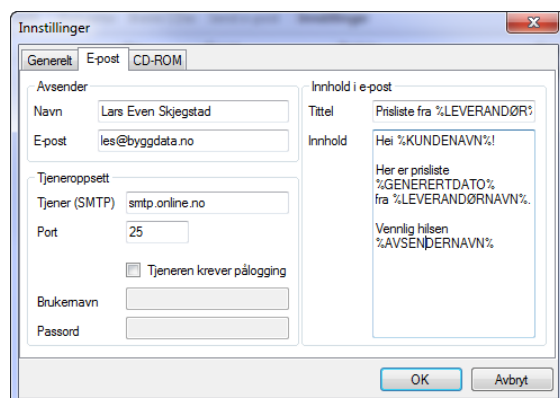 Innstillinger
Generelt E-post CD-ROM
Avsender
Navn Lars Even Skjegstad
E-post les@byggdata.no
Tjeneroppsett
Tjener (SMTP) smtp.online.no
Port 25
Tjeneren krever pålogging
Brukernavn
Passord
Innhold i e-post
Tittel Prisliste fra %LEVERANDØR%
Innhold Hei %KUNDENAVN%!
Her er prisliste
%GENERERTDATO%
fra %LEVERANDØRNAVN%.
Vennlig hilsen
%AVSENDERNAVN%
OK Avbryt